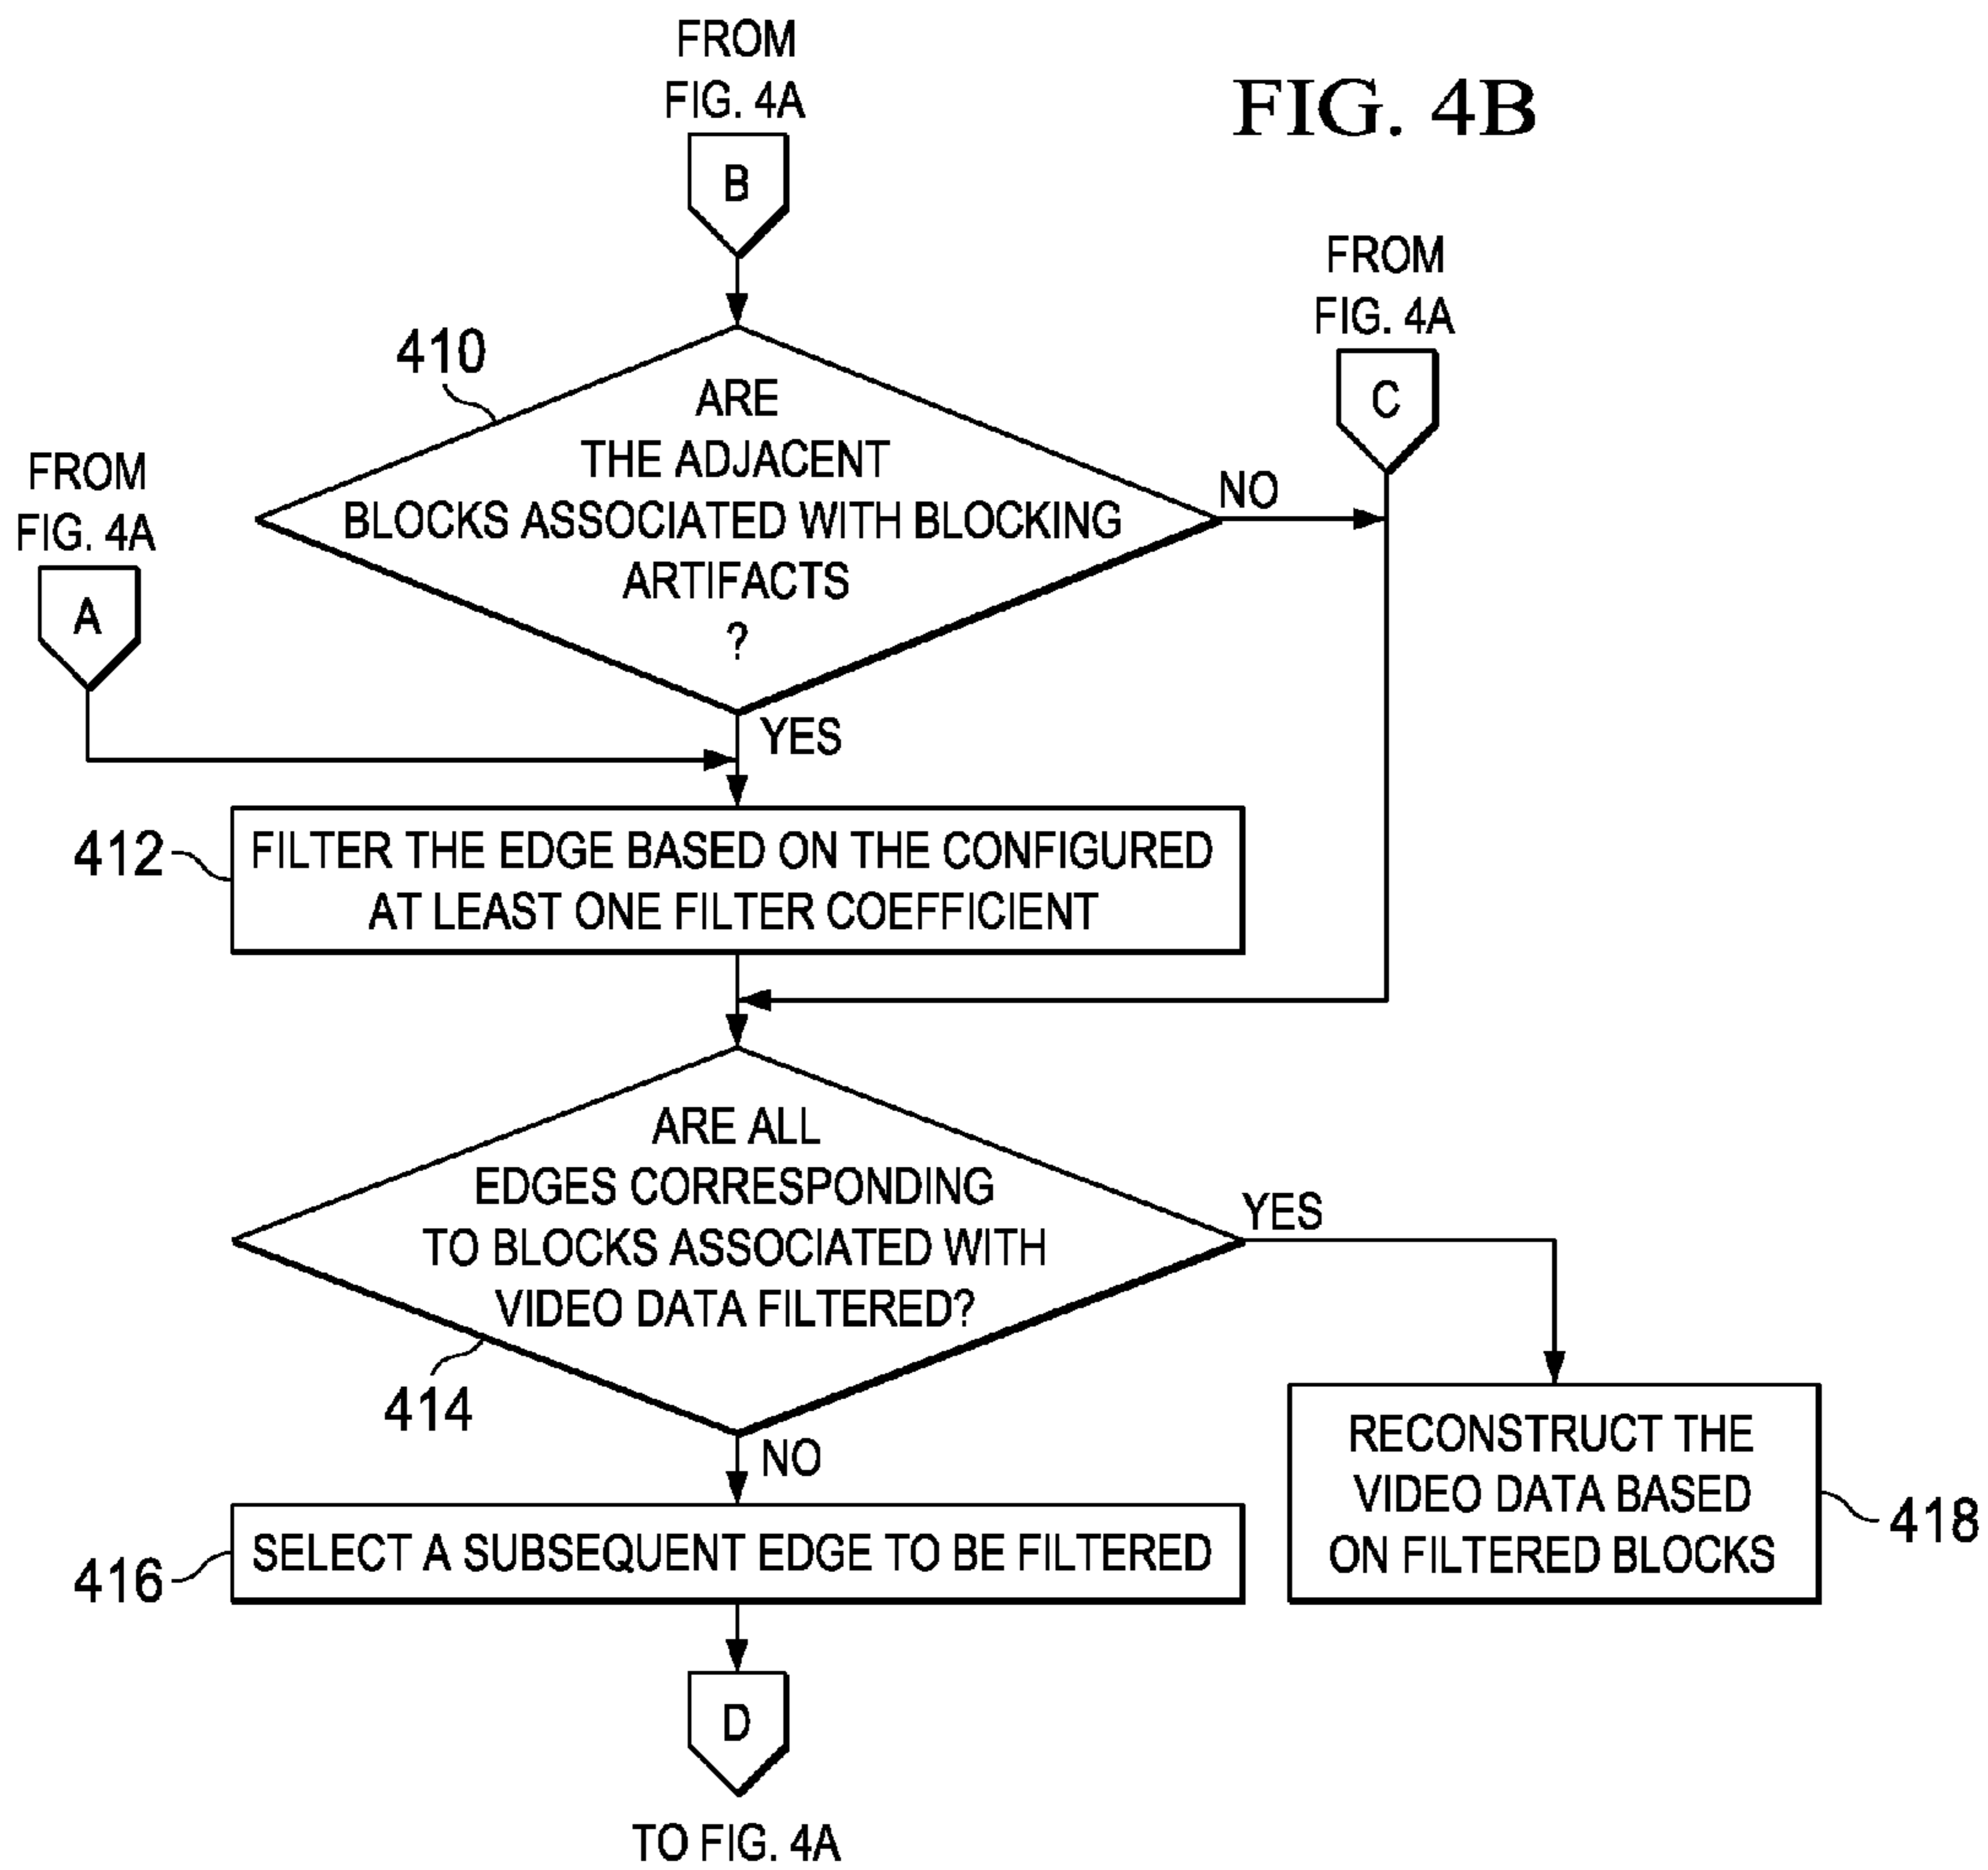 FROM
FIG. 4A
FIG. 4B
B
FROM
FIG. 4A
C
410
ARE
THE ADJACENT
BLOCKS ASSOCIATED WITH BLOCKING
ARTIFACTS
?
NO
FROM
FIG. 4A
A
YES
412
FILTER THE EDGE BASED ON THE CONFIGURED
AT LEAST ONE FILTER COEFFICIENT
ARE ALL
EDGES CORRESPONDING
TO BLOCKS ASSOCIATED WITH
VIDEO DATA FILTERED?
YES
414
NO
RECONSTRUCT THE
VIDEO DATA BASED
ON FILTERED BLOCKS
418
416
SELECT A SUBSEQUENT EDGE TO BE FILTERED
D
TO FIG. 4A